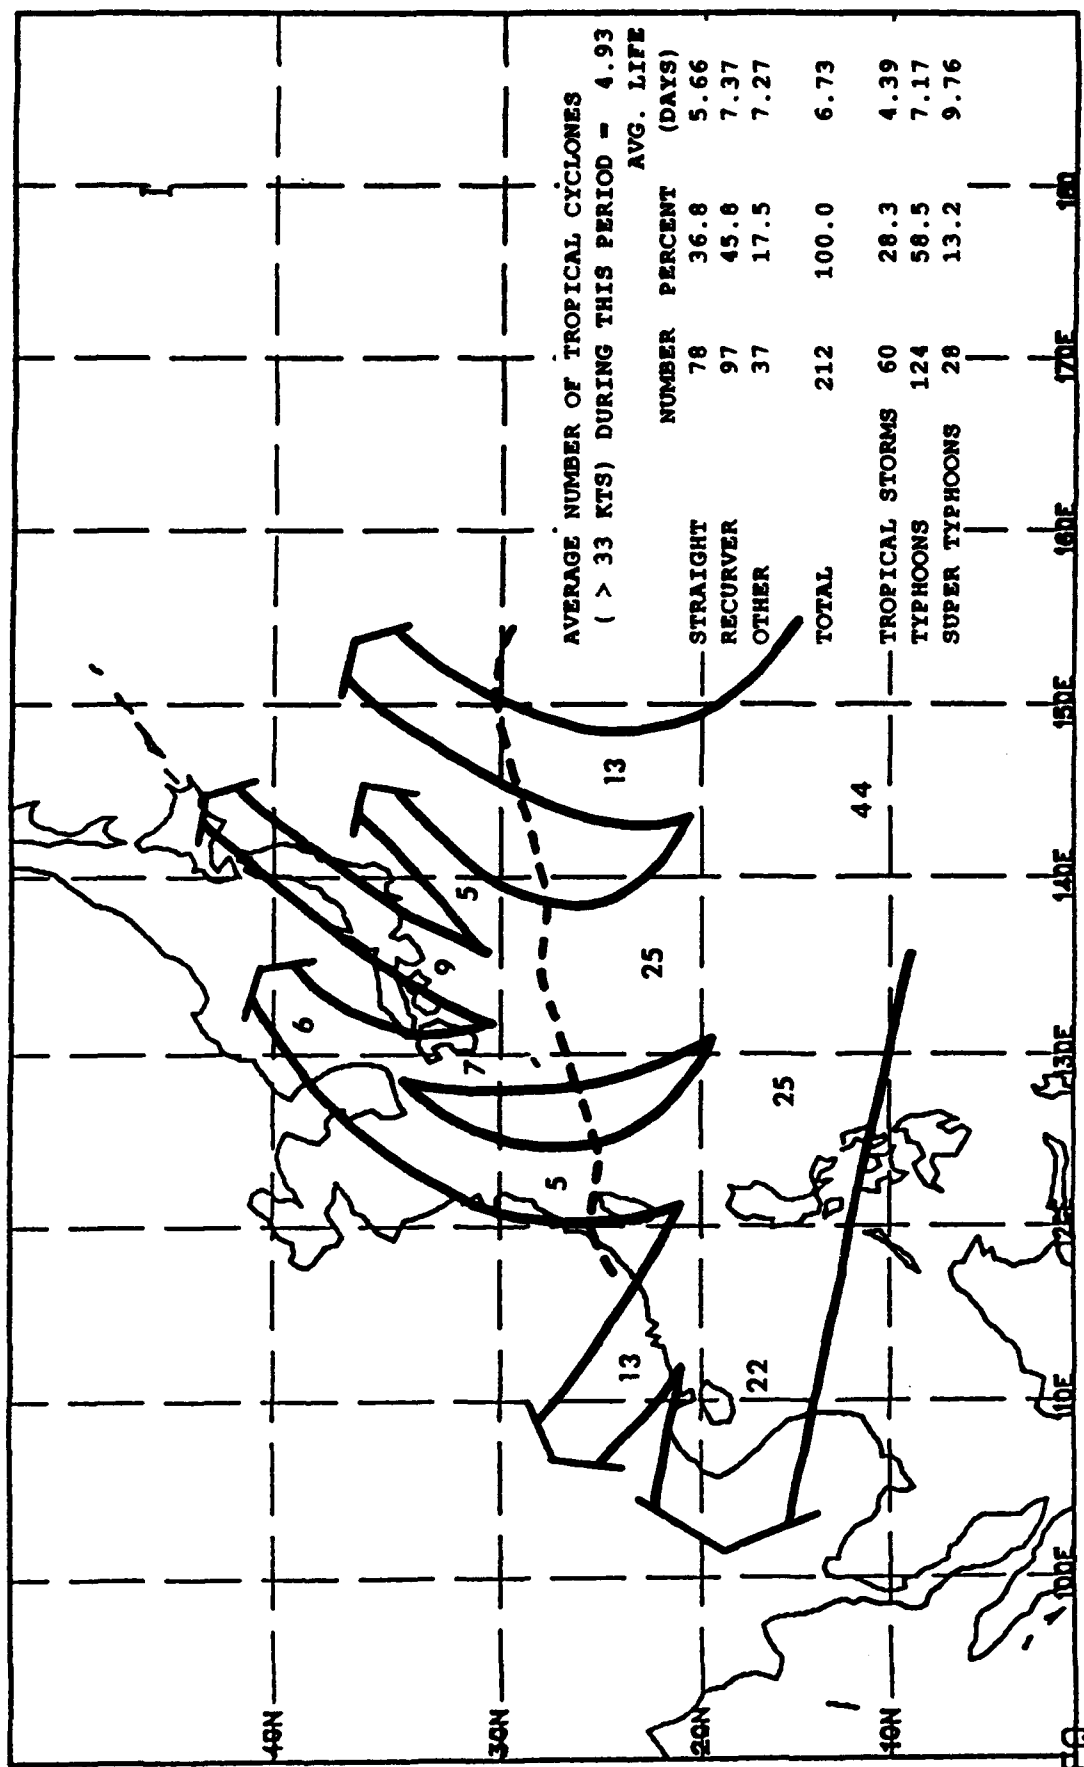 AVERAGE NUMBER OF TROPICAL CYCLONES
( > 33 KTS) DURING THIS PERIOD = 4.93
AVG. LIFE
NUMBER PERCENT (DAYS)
STRAIGHT 78 36.8 5.66
RECURVER 97 45.8 7.37
OTHER 37 17.5 7.27
TOTAL 212 100.0 6.73
TROPICAL STORMS 60 28.3 4.39
TYPHOONS 124 58.5 7.17
SUPER TYPHOONS 28 13.2 9.76
40N
30N
20N
10N
6
9
5
7
5
13
13
25
22
25
44
100E
110E
130E
140E
150E
160E
170E
180